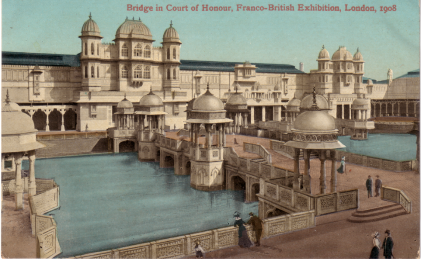 Bridge in Court of Honour, Franco-British Exhibition, London, 1908